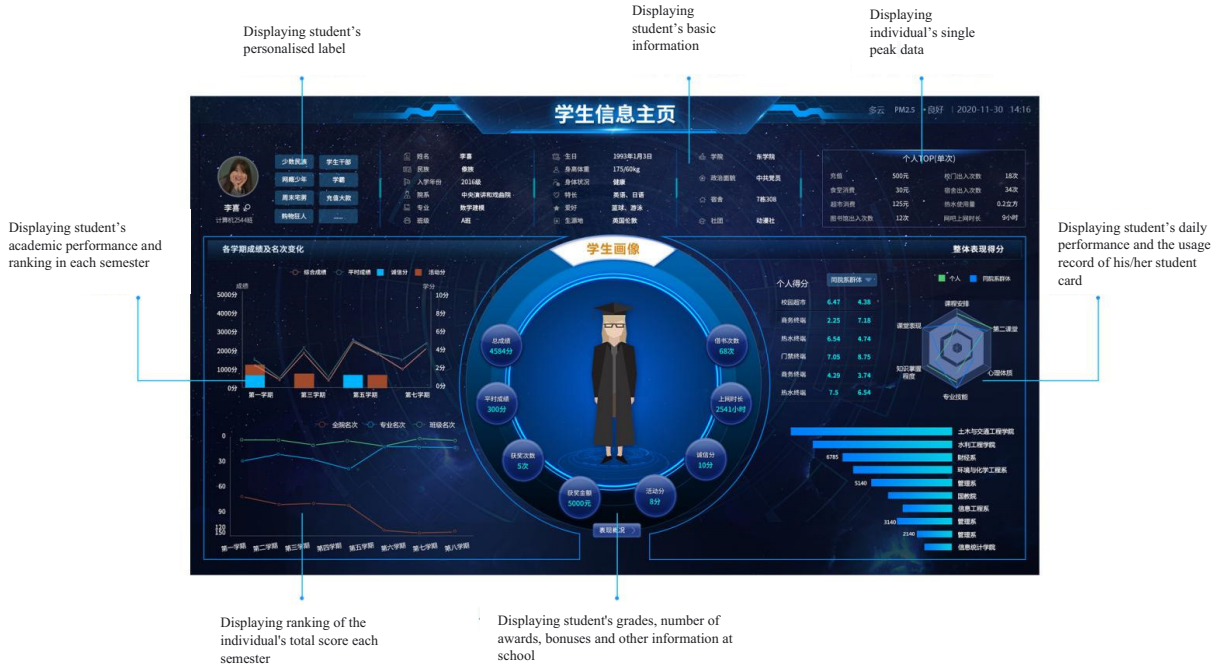 Displaying student's
personalised label
Displaying
student's basic
information
Displaying
individual's single
peak data
学生信息主页
多云 PM2.5 •良好 | 2020-11-30 14:16
李喜
计算机2544班
少数民族 学生干部
网瘾少年 学霸
周末宅男 充值大款
购物狂人 ......
姓名 李喜
民族 傣族
入学年份 2016级
院系 中央演讲和戏曲院
专业 数学建模
班级 A班
生日 1993年1月3日
身高体重 175/60kg
身体状况 健康
特长 英语、日语
爱好 篮球、游泳
生源地 英国伦敦
学院 东学院
政治面貌 中共党员
宿舍 7栋308
社团 动漫社
个人TOP(单次)
充值 500元 校门出入次数 16次
食堂消费 30元 宿舍出入次数 34次
超市消费 125元 热水使用量 0.2立方
图书馆出入次数 12次 网吧上网时长 9小时
Displaying student's
academic performance and
ranking in each semester
各学期成绩及名次变化
综合成绩 平时成绩 诚信分 活动分
成绩 学分
5000分 10分
4000分 8分
3000分 6分
2000分 4分
1000分 2分
0分 0分
第一学期 第三学期 第五学期 第七学期
全院名次 专业名次 班级名次
0
30
60
90
120
150
第一学期 第二学期 第三学期 第四学期 第五学期 第六学期 第七学期 第八学期
学生画像
总成绩
4584分
平时成绩
300分
获奖次数
5次
获奖金额
5000元
活动分
8分
诚信分
10分
上网时长
2541小时
借书次数
68次
表现概况
整体表现得分
个人得分 同院系群体
校园超市 6.47 4.38
商务终端 2.25 7.18
热水终端 6.54 4.74
门禁终端 7.05 8.75
商务终端 4.29 3.74
热水终端 7.5 6.54
个人 同院系群体
课程安排
第二课堂
心理体质
专业技能
知识掌握
程度
课堂表现
土木与交通工程学院
水利工程学院
6785 财经系
环境与化学工程系
5140 管理系
国教院
信息工程系
3140 管理系
2140 管理系
信息统计学院
Displaying student's daily
performance and the usage
record of his/her student
card
Displaying ranking of the
individual's total score each
semester
Displaying student's grades, number of
awards, bonuses and other information at
school